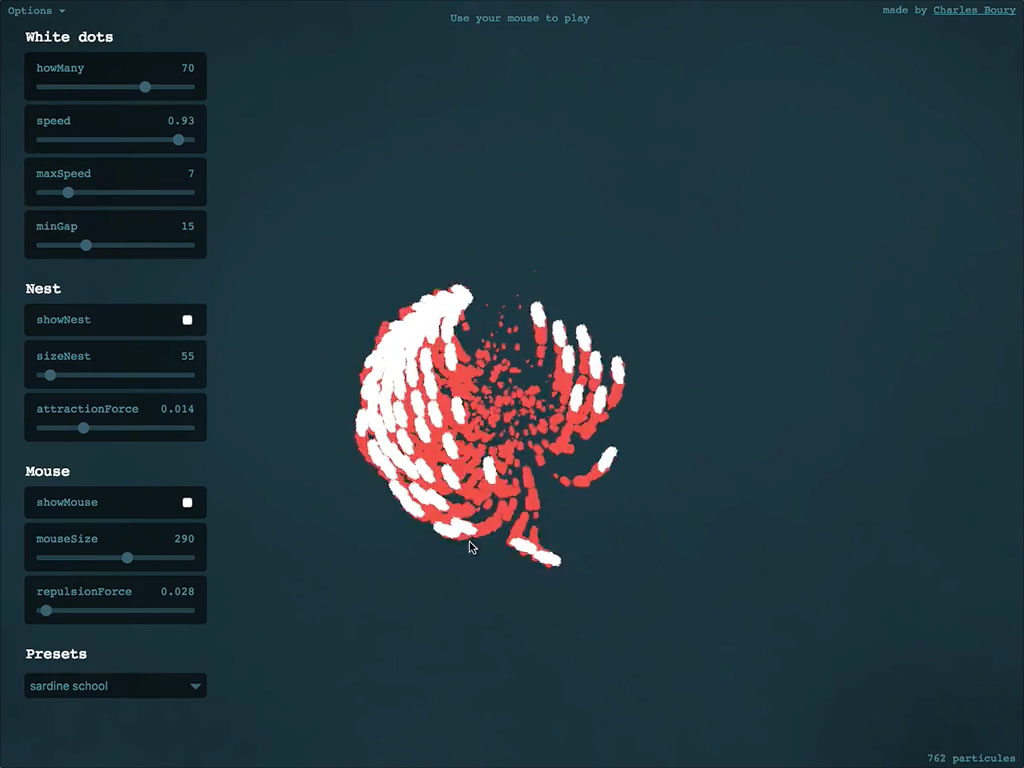 Options
Use your mouse to play
made by Charles Boury
White dots
howMany 70
speed 0.93
maxSpeed 7
minGap 15
Nest
showNest
sizeNest 55
attractionForce 0.014
Mouse
showMouse
mouseSize 290
repulsionForce 0.028
Presets
sardine school
762 particules